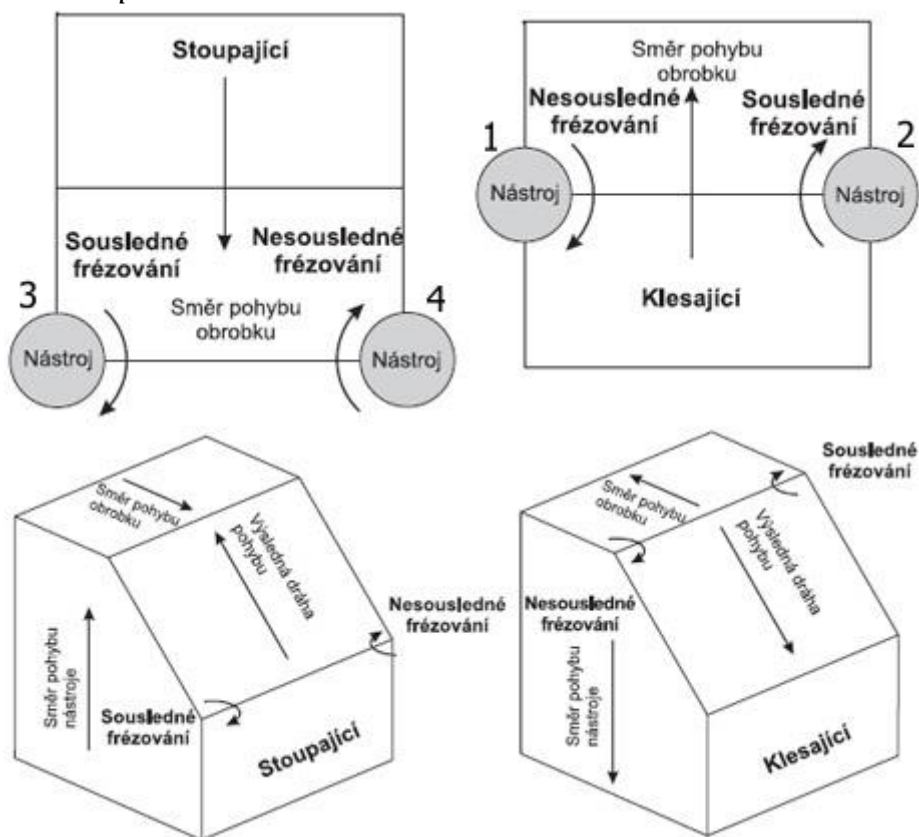 Stoupající
Sousledné
frézování
Nesousledné
frézování
3
4
Směr pohybu
obrobku
Nástroj
Nástroj
Směr pohybu
obrobku
Nesousledné
frézování
Sousledné
frézování
1
2
Nástroj
Nástroj
Klesající
Směr pohybu
obrobku
Výsledná dráha
pohybu
Nesousledné
frézování
Směr pohybu
nástroje
Sousledné
frézování
Stoupající
Sousledné
frézování
Směr pohybu
obrobku
Výsledná dráha
pohybu
Nesousledné
frézování
Směr pohybu
nástroje
Klesající